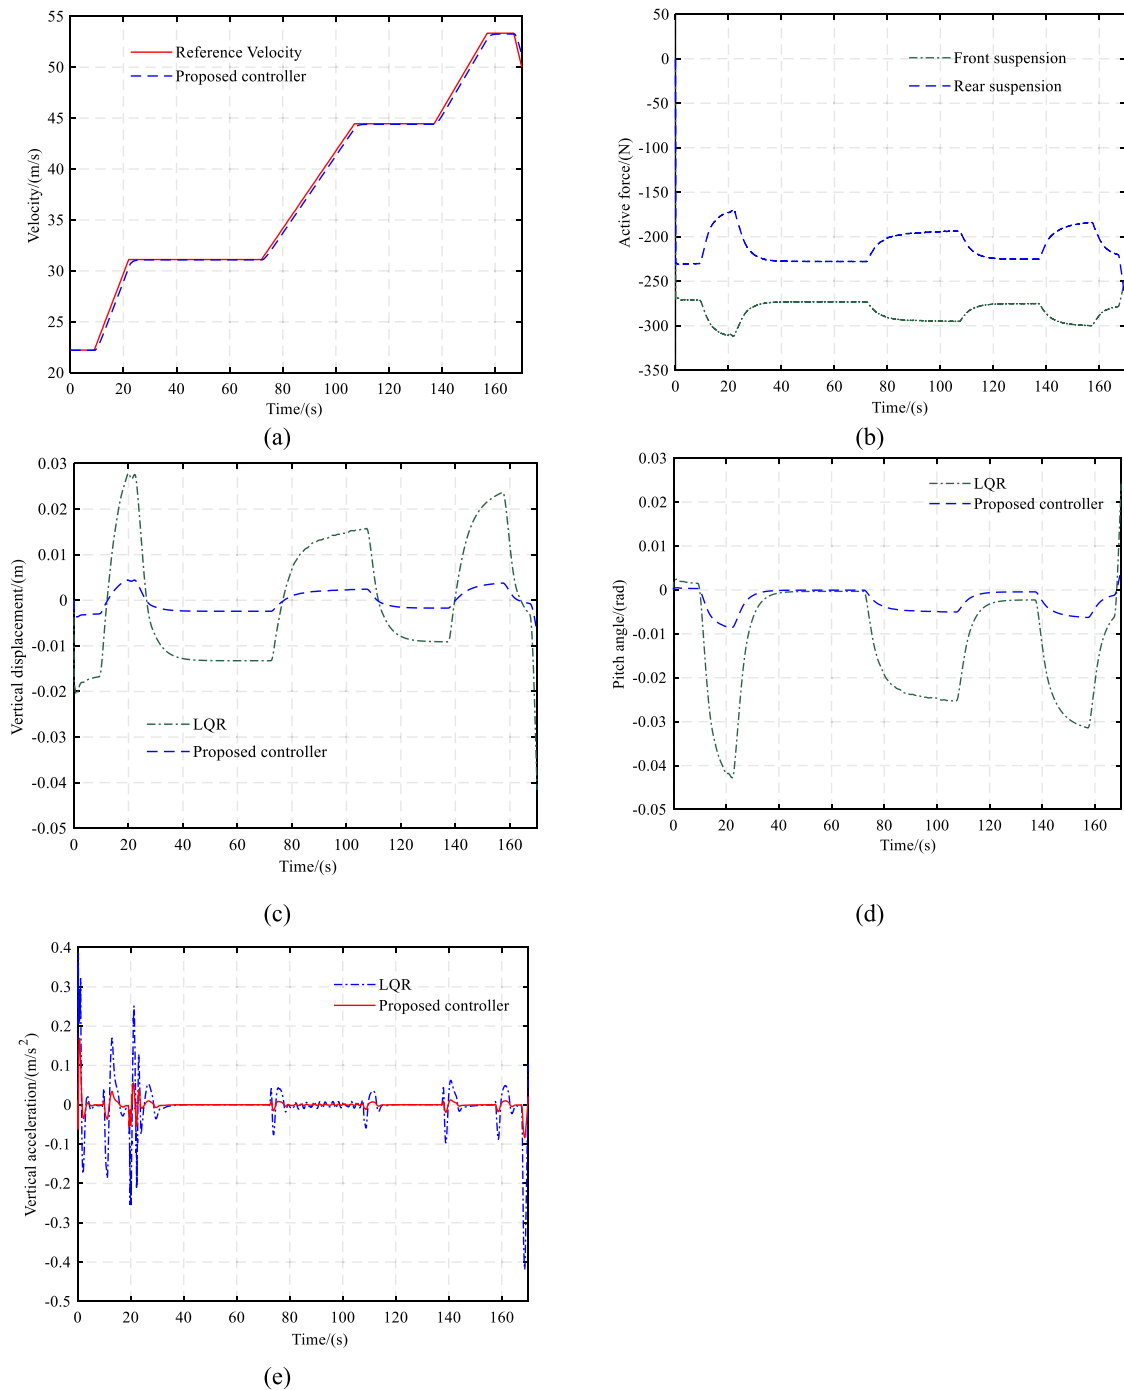 55
50
45
40
35
30
25
20
Velocity/(m/s)
Reference Velocity
Proposed controller
0 20 40 60 80 100 120 140 160
Time/(s)
(a)
50
0
-50
-100
-150
-200
-250
-300
-350
Active force/(N)
Front suspension
Rear suspension
0 20 40 60 80 100 120 140 160
Time/(s)
(b)
0.03
0.02
0.01
0
-0.01
-0.02
-0.03
-0.04
-0.05
Vertical displacement/(m)
LQR
Proposed controller
0 20 40 60 80 100 120 140 160
Time/(s)
(c)
0.03
0.02
0.01
0
-0.01
-0.02
-0.03
-0.04
-0.05
Pitch angle/(rad)
LQR
Proposed controller
0 20 40 60 80 100 120 140 160
Time/(s)
(d)
0.4
0.3
0.2
0.1
0
-0.1
-0.2
-0.3
-0.4
-0.5
Vertical acceleration/(m/s²)
LQR
Proposed controller
0 20 40 60 80 100 120 140 160
Time/(s)
(e)